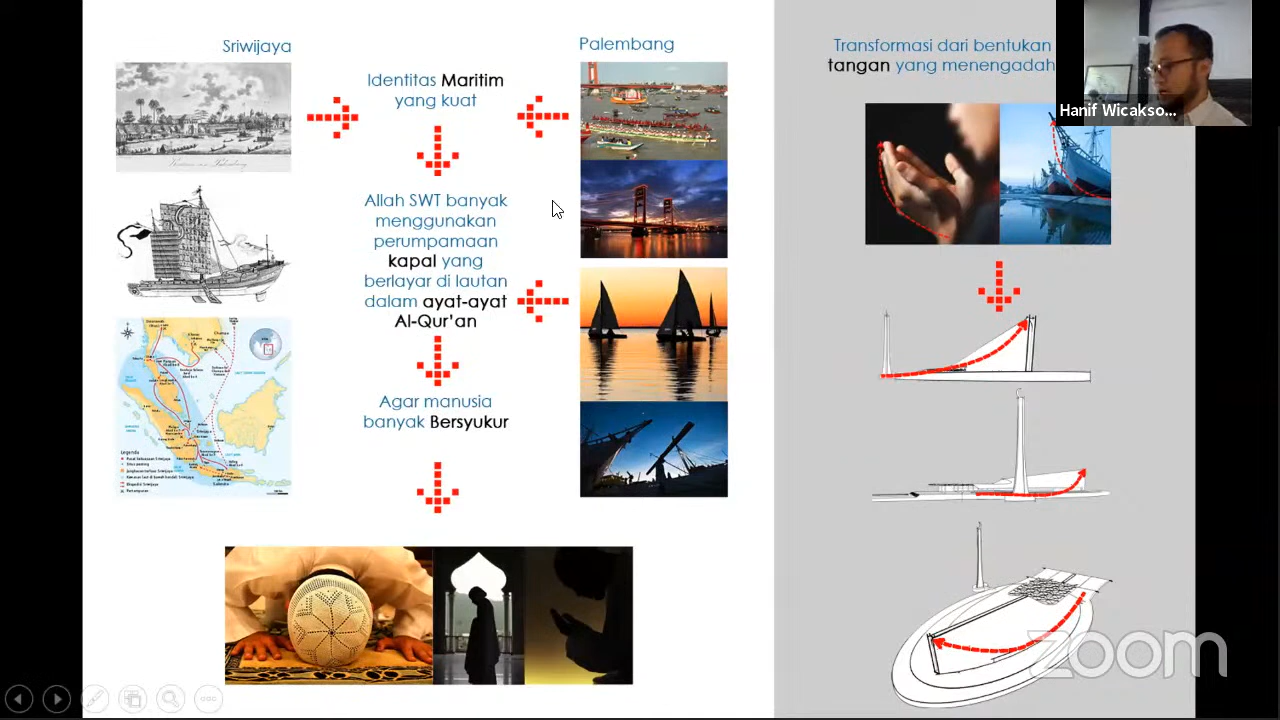 Sriwijaya
Palembang
Identitas Maritim
yang kuat
Allah SWT banyak
menggunakan
perumpamaan
kapal yang
berlayar di lautan
dalam ayat-ayat
Al-Qur'an
Agar manusia
banyak Bersyukur
Legenda
Transformasi dari bentukan
tangan yang menengadah
Hanif Wicakso...
zoom